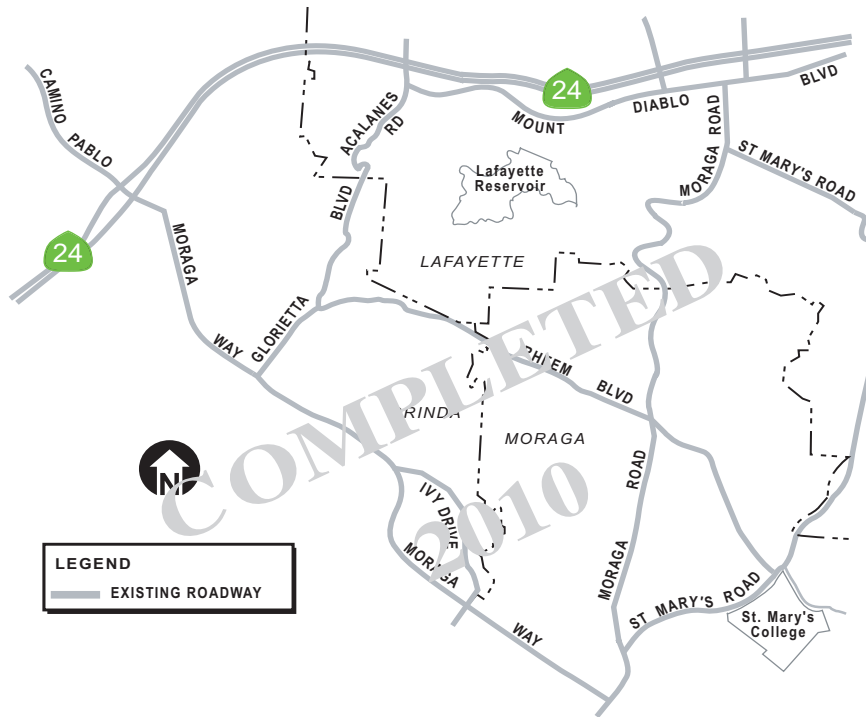 24
BLVD
DIABLO
MOUNT
CAMINO
PABLO
ACALANES
RD
MORAGA ROAD
ST MARY'S ROAD
Lafayette
Reservoir
BLVD
MORAGA
24
LAFAYETTE
GLORIETTA
WAY
COMPLETED
BLVD
MORAGA
N
IVY DRIVE
ROAD
2010
MORAGA
LEGEND
EXISTING ROADWAY
MORAGA
ST MARY'S ROAD
WAY
St. Mary's
College